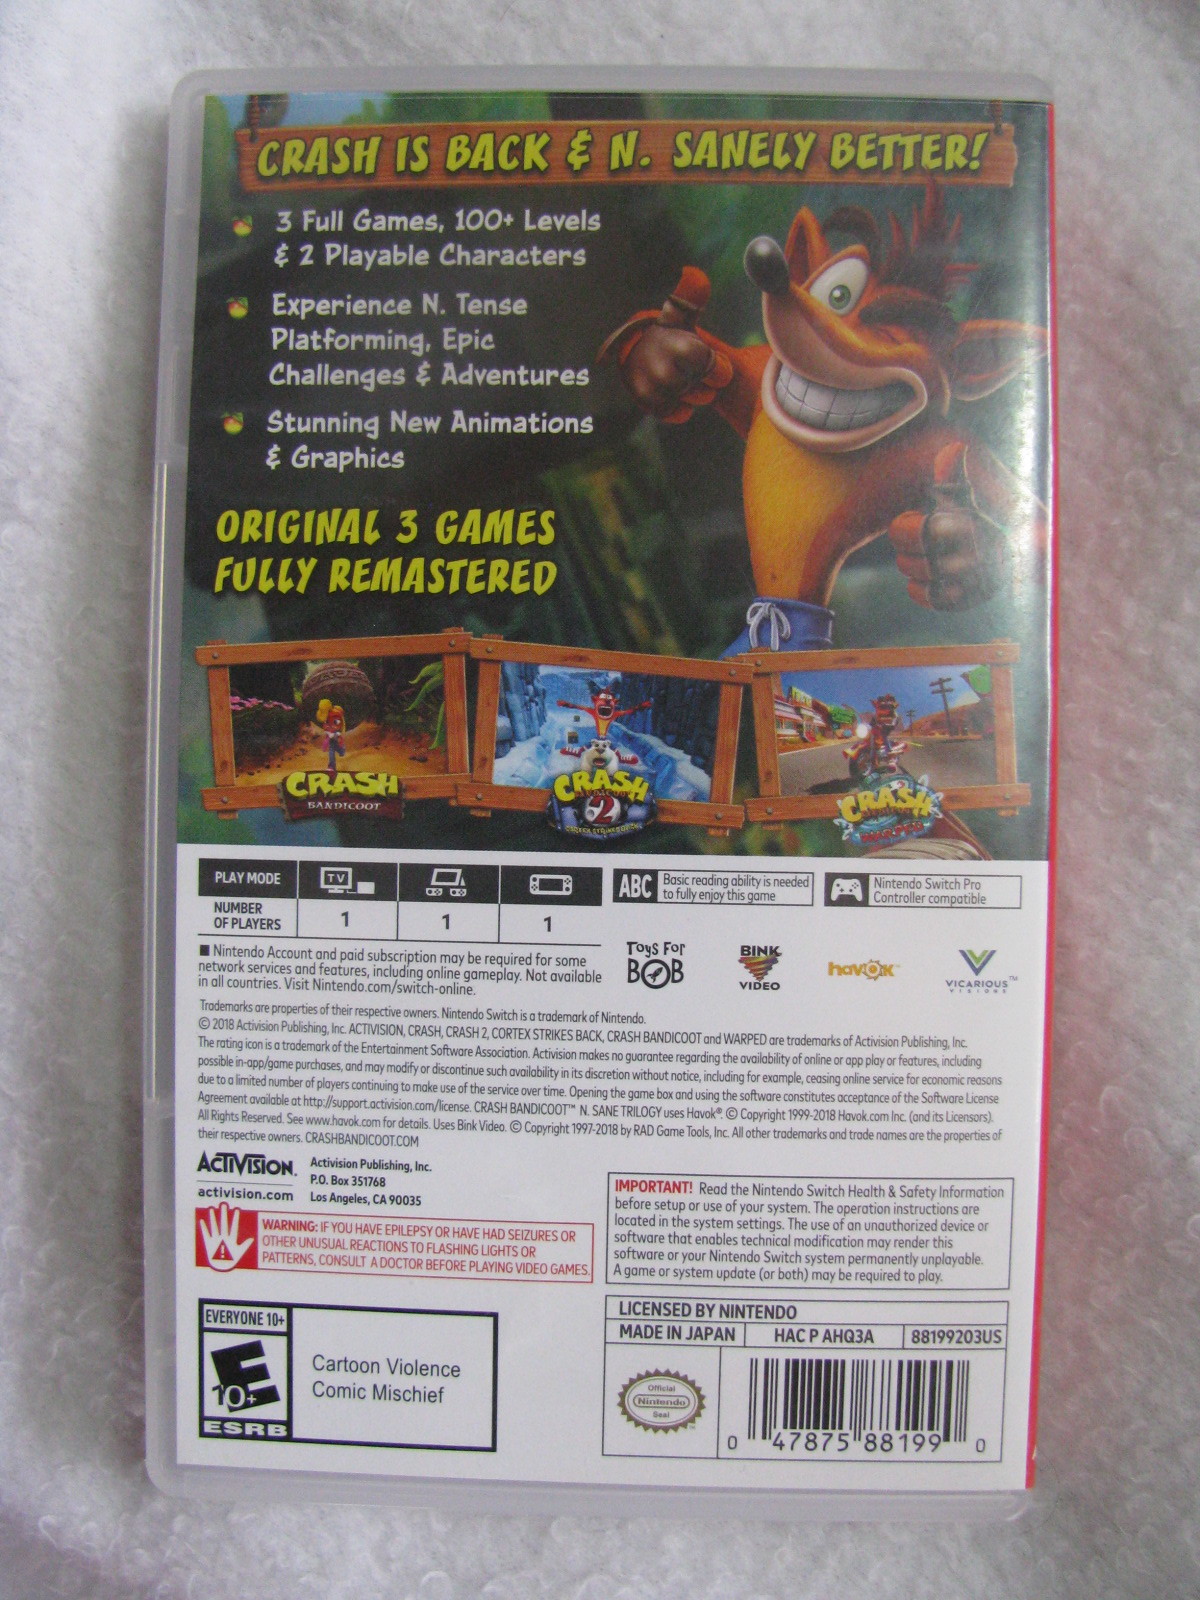 CRASH IS BACK & N. SANELY BETTER!
3 Full Games, 100+ Levels
& 2 Playable Characters
Experience N. Tense
Platforming, Epic
Challenges & Adventures
Stunning New Animations
& Graphics
ORIGINAL 3 GAMES
FULLY REMASTERED
CRASH
BANDICOOT
CRASH
BANDICOOT
2
CORTEX STRIKES BACK
CRASH
BANDICOOT
WARPED
PLAY MODE
TV
NUMBER
OF PLAYERS
1
1
1
ABC
Basic reading ability is needed
to fully enjoy this game
Nintendo Switch Pro
Controller compatible
■ Nintendo Account and paid subscription may be required for some
network services and features, including online gameplay. Not available
in all countries. Visit Nintendo.com/switch-online.
Toys For
BOB
BINK
VIDEO
havok™
VICARIOUS™
VISIONS
Trademarks are properties of their respective owners. Nintendo Switch is a trademark of Nintendo.
© 2018 Activision Publishing, Inc. ACTIVISION, CRASH, CRASH 2, CORTEX STRIKES BACK, CRASH BANDICOOT and WARPED are trademarks of Activision Publishing, Inc.
The rating icon is a trademark of the Entertainment Software Association. Activision makes no guarantee regarding the availability of online or app play or features, including
possible in-app/game purchases, and may modify or discontinue such availability in its discretion without notice, including for example, ceasing online service for economic reasons
due to a limited number of players continuing to make use of the service over time. Opening the game box and using the software constitutes acceptance of the Software License
Agreement available at http://support.activision.com/license. CRASH BANDICOOT™ N. SANE TRILOGY uses Havok®. © Copyright 1999-2018 Havok.com Inc. (and its Licensors).
All Rights Reserved. See www.havok.com for details. Uses Bink Video. © Copyright 1997-2018 by RAD Game Tools, Inc. All other trademarks and trade names are the properties of
their respective owners. CRASHBANDICOOT.COM
ACTIVISION.
activision.com
Activision Publishing, Inc.
P.O. Box 351768
Los Angeles, CA 90035
WARNING: IF YOU HAVE EPILEPSY OR HAVE HAD SEIZURES OR
OTHER UNUSUAL REACTIONS TO FLASHING LIGHTS OR
PATTERNS, CONSULT A DOCTOR BEFORE PLAYING VIDEO GAMES.
IMPORTANT! Read the Nintendo Switch Health & Safety Information
before setup or use of your system. The operation instructions are
located in the system settings. The use of an unauthorized device or
software that enables technical modification may render this
software or your Nintendo Switch system permanently unplayable.
A game or system update (or both) may be required to play.
EVERYONE 10+
E
10+
ESRB
Cartoon Violence
Comic Mischief
LICENSED BY NINTENDO
MADE IN JAPAN
HAC P AHQ3A
88199203US
Official
Nintendo
Seal
0 47875 88199 0